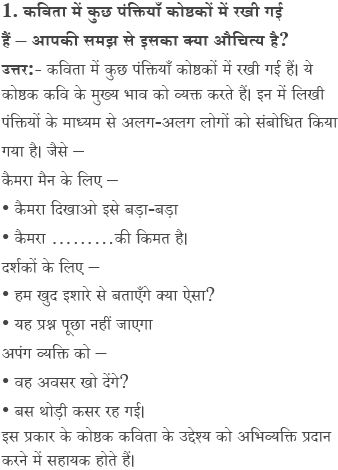 1. कविता में कुछ पंक्तियाँ कोष्ठकों में रखी गई
हैं – आपकी समझ से इसका क्या औचित्य है?
उत्तर:- कविता में कुछ पंक्तियाँ कोष्ठकों में रखी गई हैं। ये
कोष्ठक कवि के मुख्य भाव को व्यक्त करते हैं। इन में लिखी
पंक्तियों के माध्यम से अलग-अलग लोगों को संबोधित किया
गया है। जैसे –
कैमरा मैन के लिए –
• कैमरा दिखाओ इसे बड़ा-बड़ा
• कैमरा ………की किमत है।
दर्शकों के लिए –
• हम खुद इशारे से बताएँगे क्या ऐसा?
• यह प्रश्न पूछा नहीं जाएगा
अपंग व्यक्ति को –
• वह अवसर खो देंगे?
• बस थोड़ी कसर रह गई।
इस प्रकार के कोष्ठक कविता के उद्देश्य को अभिव्यक्ति प्रदान
करने में सहायक होते हैं।